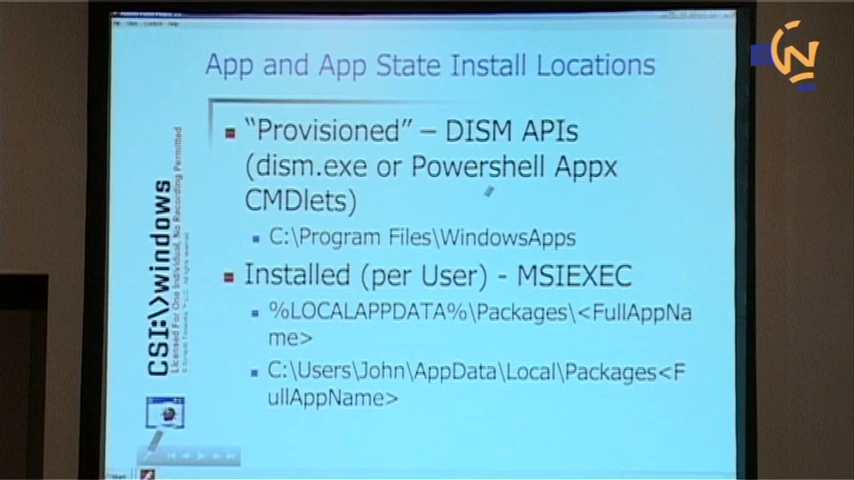 App and App State Install Locations
"Provisioned" – DISM APIs
(dism.exe or Powershell Appx
CMDlets)
C:\Program Files\WindowsApps
Installed (per User) - MSIEXEC
%LOCALAPPDATA%\Packages\<FullAppNa
me>
C:\Users\John\AppData\Local\Packages<F
ullAppName>
CSI:\>windows
Licensed For One Individual, No Recording Permitted